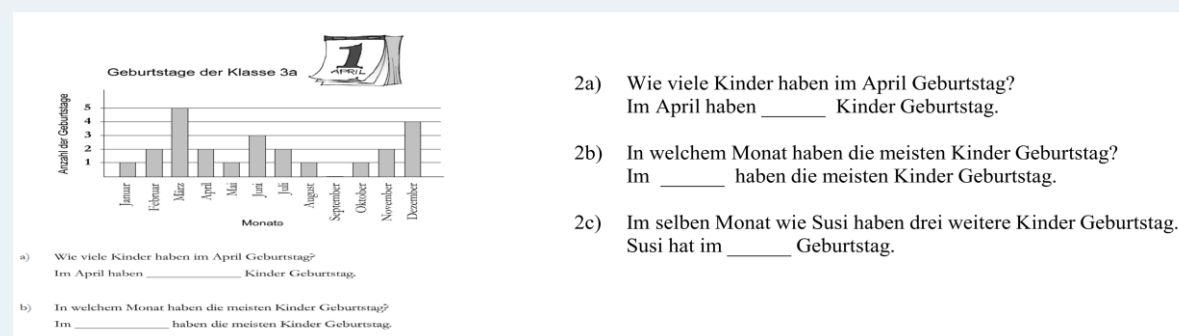 Geburtstage der Klasse 3a
1
APRIL
Anzahl der Geburtstage
5
4
3
2
1
Januar
Februar
März
April
Mai
Juni
Juli
August
September
Oktober
November
Dezember
Monate
a) Wie viele Kinder haben im April Geburtstag?
Im April haben ______________ Kinder Geburtstag.
b) In welchem Monat haben die meisten Kinder Geburtstag?
Im ______________ haben die meisten Kinder Geburtstag.
2a) Wie viele Kinder haben im April Geburtstag?
Im April haben _______ Kinder Geburtstag.
2b) In welchem Monat haben die meisten Kinder Geburtstag?
Im _______ haben die meisten Kinder Geburtstag.
2c) Im selben Monat wie Susi haben drei weitere Kinder Geburtstag.
Susi hat im _______ Geburtstag.